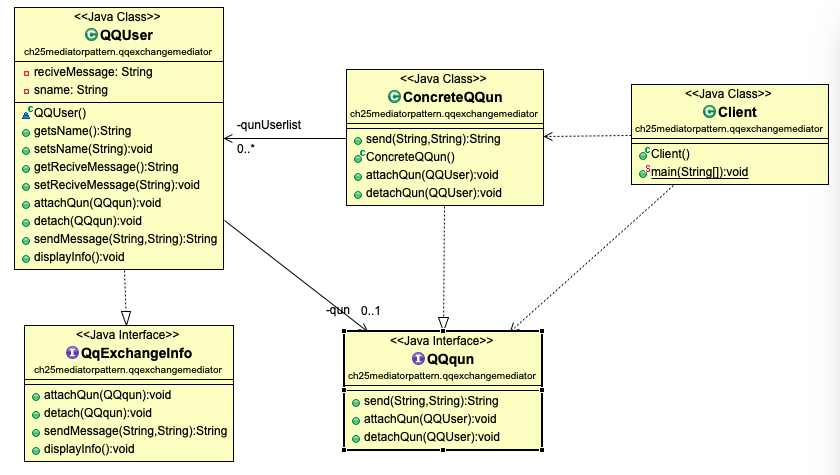 <<Java Class>>
QQUser
ch25mediatorpattern.qqexchangemediator
reciveMessage: String
sname: String
QQUser()
getsName():String
setsName(String):void
getReciveMessage():String
setReciveMessage(String):void
attachQun(QQqun):void
detach(QQqun):void
sendMessage(String,String):String
displayInfo():void
-qunUserlist
0..*
<<Java Class>>
ConcreteQQun
ch25mediatorpattern.qqexchangemediator
send(String,String):String
ConcreteQQun()
attachQun(QQUser):void
detachQun(QQUser):void
<<Java Class>>
Client
ch25mediatorpattern.qqexchangemediator
Client()
main(String[]):void
-qun 0..1
<<Java Interface>>
QqExchangeInfo
ch25mediatorpattern.qqexchangemediator
attachQun(QQqun):void
detach(QQqun):void
sendMessage(String,String):String
displayInfo():void
<<Java Interface>>
QQqun
ch25mediatorpattern.qqexchangemediator
send(String,String):String
attachQun(QQUser):void
detachQun(QQUser):void